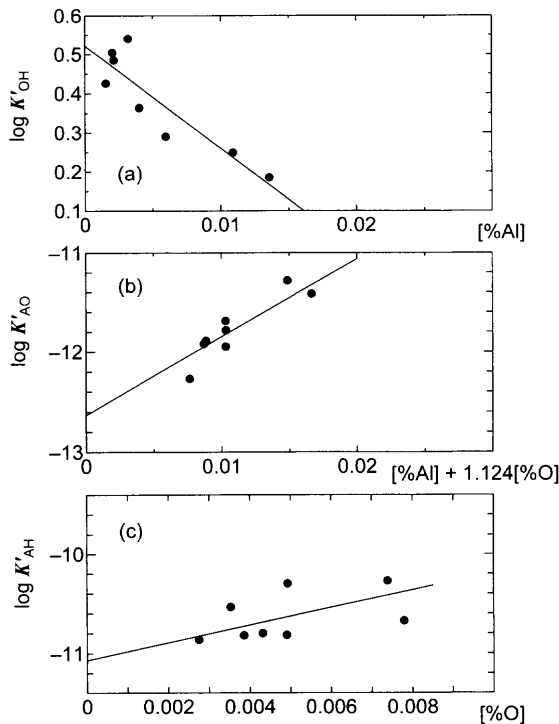 0.6
0.5
0.4
0.3
0.2
0.1
log K'OH
(a)
0
0.01
0.02
[%Al]
−11
−12
−13
log K'AO
(b)
0
0.01
0.02
[%Al] + 1.124[%O]
−10
−11
log K'AH
(c)
0
0.002
0.004
0.006
0.008
[%O]